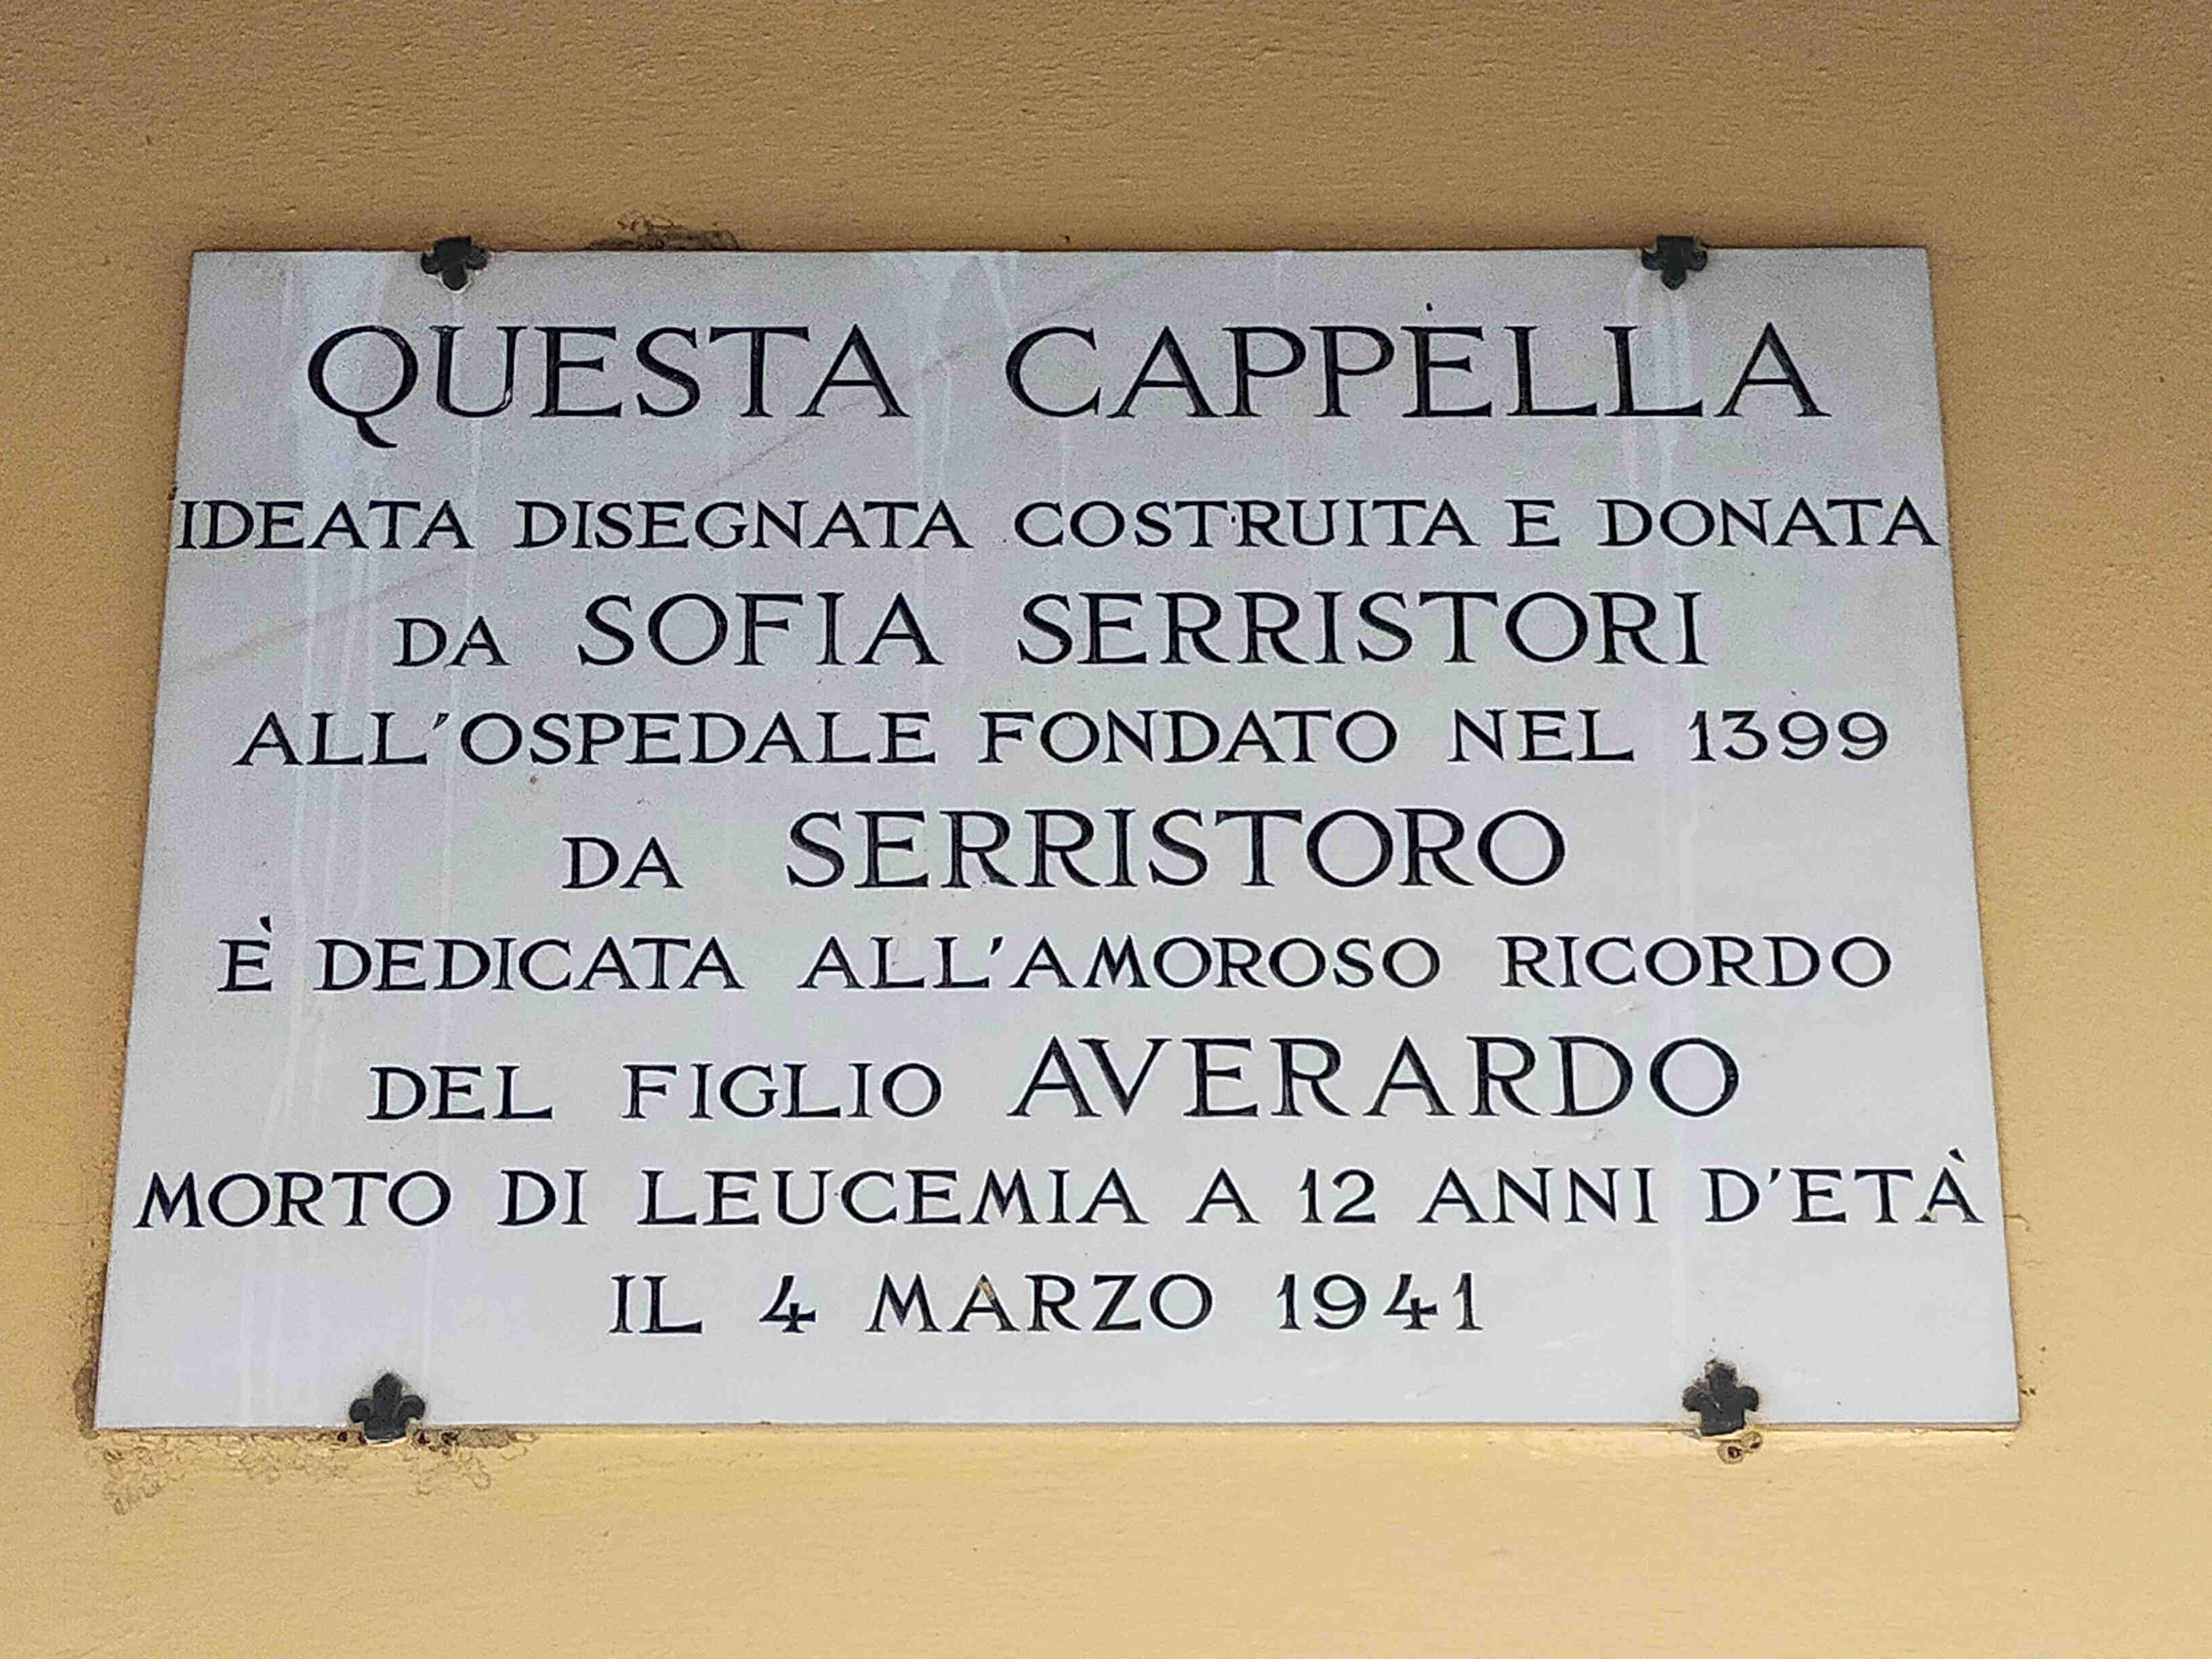 QUESTA CAPPELLA
IDEATA DISEGNATA COSTRUITA E DONATA
DA SOFIA SERRISTORI
ALL'OSPEDALE FONDATO NEL 1399
DA SERRISTORO
È DEDICATA ALL'AMOROSO RICORDO
DEL FIGLIO AVERARDO
MORTO DI LEUCEMIA A 12 ANNI D'ETÀ
IL 4 MARZO 1941